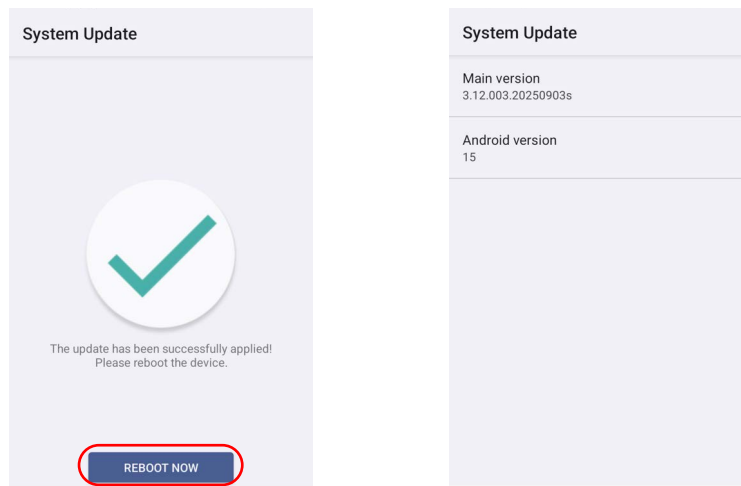 System Update
The update has been successfully applied!
Please reboot the device.
REBOOT NOW
System Update
Main version
3.12.003.20250903s
Android version
15